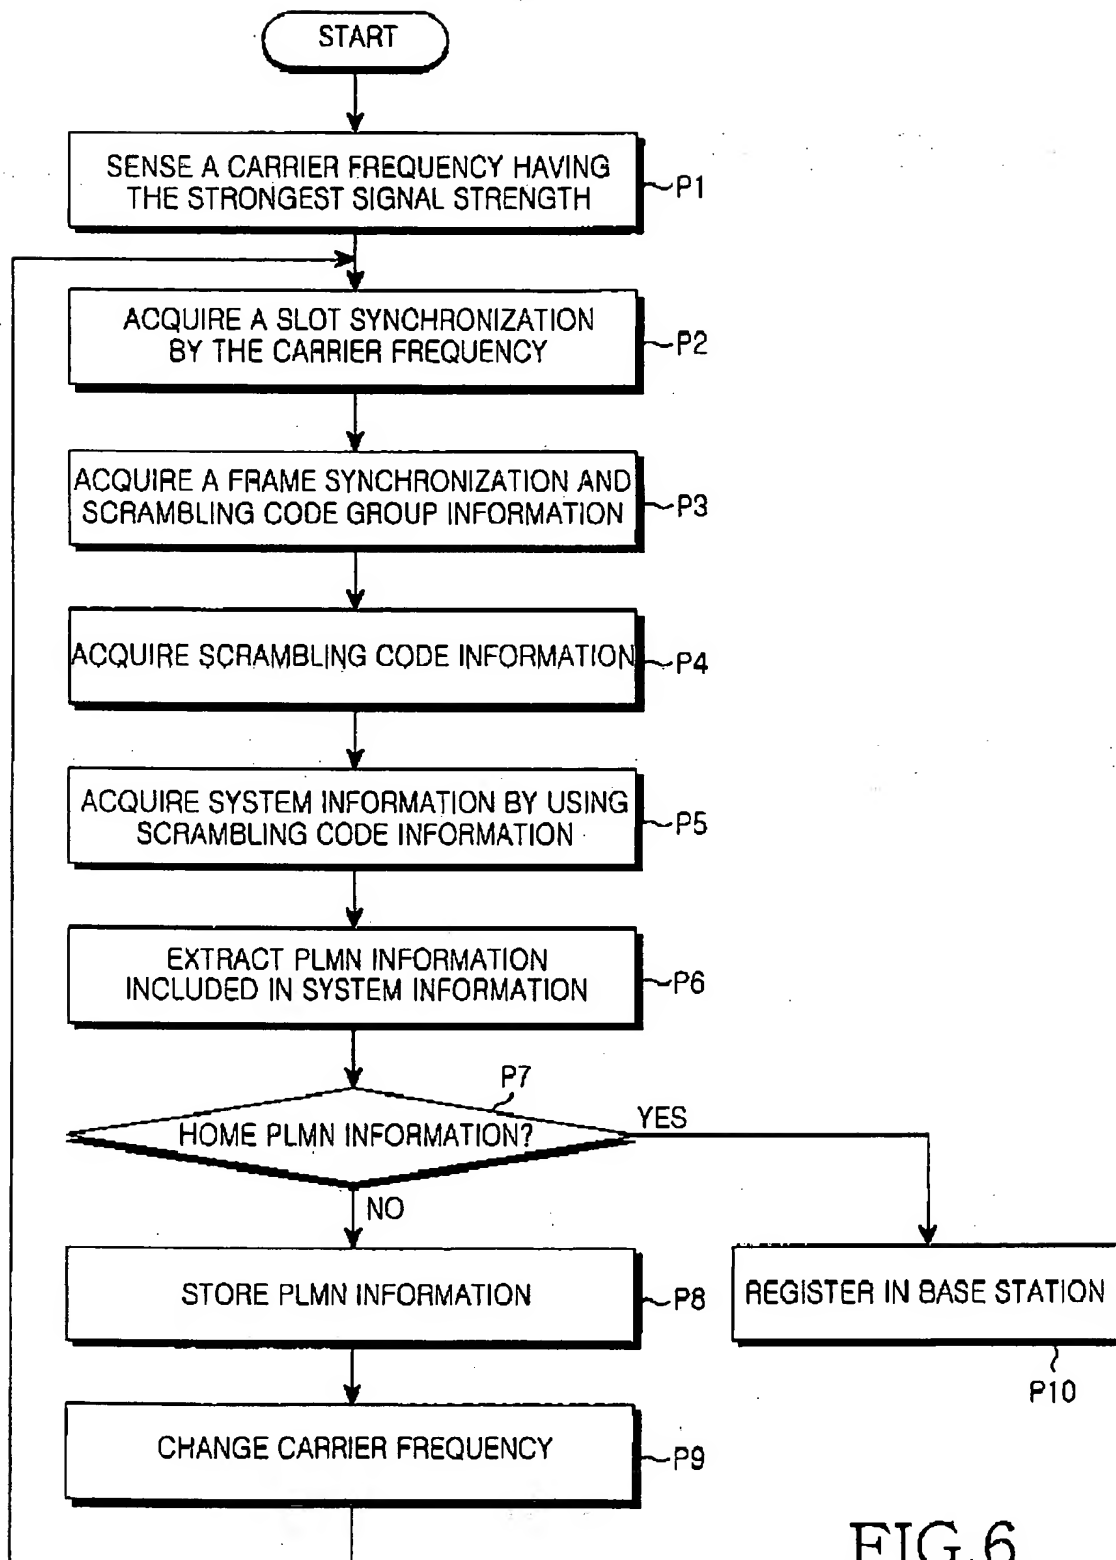 START
SENSE A CARRIER FREQUENCY HAVING
THE STRONGEST SIGNAL STRENGTH
P1
ACQUIRE A SLOT SYNCHRONIZATION
BY THE CARRIER FREQUENCY
P2
ACQUIRE A FRAME SYNCHRONIZATION AND
SCRAMBLING CODE GROUP INFORMATION
P3
ACQUIRE SCRAMBLING CODE INFORMATION
P4
ACQUIRE SYSTEM INFORMATION BY USING
SCRAMBLING CODE INFORMATION
P5
EXTRACT PLMN INFORMATION
INCLUDED IN SYSTEM INFORMATION
P6
P7
HOME PLMN INFORMATION?
YES
NO
STORE PLMN INFORMATION
P8
REGISTER IN BASE STATION
P10
CHANGE CARRIER FREQUENCY
P9
FIG.6